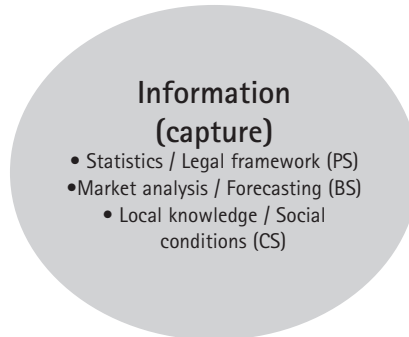 Information
(capture)
• Statistics / Legal framework (PS)
•Market analysis / Forecasting (BS)
• Local knowledge / Social
conditions (CS)